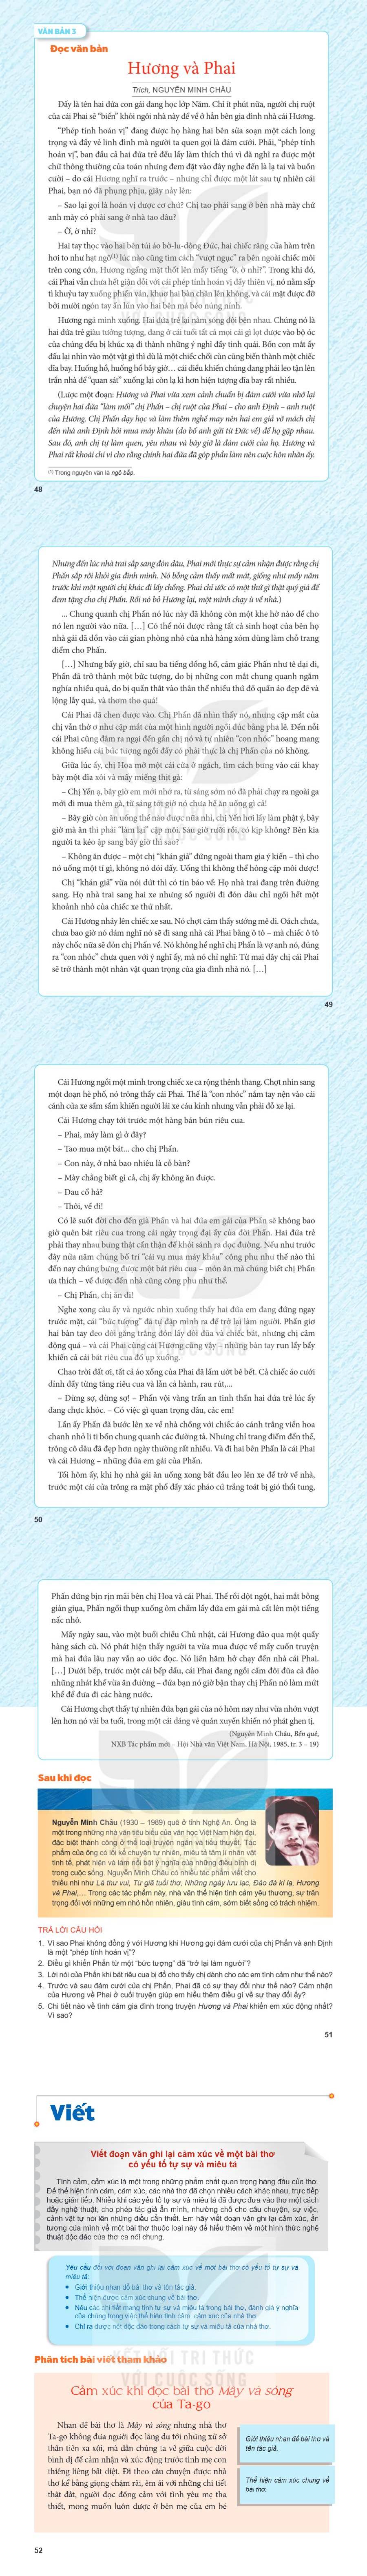 VĂN BẢN 3
Đọc văn bản
Hương và Phai
Trích, NGUYỄN MINH CHÂU
Đấy là tên hai đứa con gái đang học lớp Năm. Chỉ ít phút nữa, người chị ruột
của cái Phai sẽ "biến" khỏi ngôi nhà này để về ở hẳn bên gia đình nhà cái Hương.
"Phép tính hoán vị" đang được họ hàng hai bên sửa soạn một cách long
trọng và đầy vẻ linh đình mà người ta quen gọi là đám cưới. Phải, "phép tính
hoán vị", ban đầu cả hai đứa trẻ đều lấy làm thích thú vì đã nghĩ ra được một
chữ thông thường của toán nhưng đem đặt vào đây nghe đến là lạ tai và buồn
cười – do cái Hương nghĩ ra trước – nhưng chỉ được một lát sau tự nhiên cái
Phai, bạn nó đã phụng phịu, giãy nảy lên:
– Sao lại gọi là hoán vị được cơ chứ? Chị tao phải sang ở bên nhà mày chứ
anh mày có phải sang ở nhà tao đâu?
– Ờ, ờ nhỉ?
Hai tay thọc vào hai bên túi áo bờ-lu-dông Đức, hai chiếc răng cửa hàm trên
hơi to như hạt ngô⁽¹⁾ lúc nào cũng tìm cách "vượt ngục" ra bên ngoài chiếc môi
trên cong cớn, Hương ngẩng mặt thốt lên mấy tiếng "ờ, ờ nhỉ?". Trong khi đó,
cái Phai vẫn chưa hết giận dỗi với cái phép tính hoán vị đầy thiên vị, nó nằm sấp
tì khuỷu tay xuống phiến ván, khuơ hai bàn chân lên không, và cái mặt được đỡ
bởi mười ngón tay ấn lún vào hai bên má béo núng nính.
Hương ngả mình xuống. Hai đứa trẻ lại nằm song đôi bên nhau. Chúng nó là
hai đứa trẻ giàu tưởng tượng, đang ở cái tuổi tất cả mọi cái gì lọt được vào bộ óc
của chúng đều tức khắc xạ đi thành những ý nghĩ đầy tinh quái. Bốn con mắt của chúng bắt
đầu lại nhìn vào một vật gì thì dù là một chiếc chổi cùn cũng biến thành một chiếc
đĩa bay. Huống hồ, huống hồ bây giờ… cái điều khiến chúng đang phải leo tận lên
trần nhà để "quan sát" xuống lại còn lạ kì hơn hiện tượng đĩa bay rất nhiều.
(Lược một đoạn: Hương và Phai vừa xem cảnh chuẩn bị đám cưới vừa nhớ lại
chuyện hai đứa "làm mối" chị Phấn – chị ruột của Phai – cho anh Định – anh ruột
của Hương. Chị Phấn dạy học và làm thêm nghề may nên hai em giả vờ mách chị
đến nhà anh Định hỏi mua máy khâu (do bố anh gửi từ Đức về) để họ gặp nhau.
Sau đó, anh chị tự làm quen, yêu nhau và bây giờ là đám cưới của họ. Hương và
Phai rất khoái chí vì cho rằng chính hai đứa đã góp phần làm nên cuộc hôn nhân ấy.
⁽¹⁾ Trong nguyên văn là ngô bắp.
48
Nhưng đến lúc nhà trai sắp sang đón dâu, Phai mới thực sự cảm nhận được rằng chị
Phấn sắp rời khỏi gia đình mình. Nó bỗng cảm thấy mất mát, giống như mấy năm
trước khi một người chị khác đi lấy chồng. Phai chỉ ước có một thứ gì thật quý giá để
đem tặng cho chị Phấn. Rồi nó bỏ Hương lại, một mình chạy ù về nhà.)
... Chung quanh chị Phấn nó lúc này đã không còn một khe hở nào để cho
nó len người vào nữa. […] Có thể nói được rằng tất cả sinh hoạt của bên họ
nhà gái đã dồn vào cái gian phòng nhỏ của nhà hàng xóm dùng làm chỗ trang
điểm cho Phấn.
[…] Nhưng bây giờ, chỉ sau ba tiếng đồng hồ, cảm giác Phấn như tê dại đi,
Phấn đã trở thành một bức tượng, do bị những con mắt chung quanh ngắm
nghía nhiều quá, do bị quấn thân vào thân thể nhiều thứ đồ quần áo đẹp đẽ và
lộng lẫy quá, và thơm tho quá!
Cái Phai đã chen được vào. Chị Phấn đã nhìn thấy nó, nhưng cặp mắt của
chị vẫn thờ ơ như cặp mắt của một hình người ngồi đúc bằng pha lê. Đến nỗi
cái Phai cũng đâm ra ngại đến gần chị nó và tự nhiên "con nhóc" hoang mang
không hiểu cái bức tượng ngồi đấy có phải thực là chị Phấn của nó không.
Giữa lúc ấy, chị Hoa mở một cái cửa ở ngách, tìm cách bưng vào cái khay
bày một đĩa xôi và mấy miếng thịt gà:
– Chị Yến ạ, bây giờ em mới nhớ ra, từ sáng sớm nó đã phải chạy ra ngoài ga
mới đi mua thêm gà, từ sáng tới giờ nó chưa hề ăn uống gì cả!
– Bây giờ còn ăn uống thế nào được nữa nhỉ, chị Yến hơi lấy làm phật ý, bây
giờ mà ăn thì phải "làm lại" cặp môi. Sáu giờ rưỡi rồi, có kịp không? Bên kia
người ta kéo ập sang bây giờ thì sao?
– Không ăn được – một chị "khán giả" đứng ngoài tham gia ý kiến – thì cho
nó uống một tí gì, không nó đói đấy. Uống thì không thể hỏng cặp môi được!
Chị "khán giả" vừa nói dứt thì có tin báo về: Họ nhà trai đang trên đường
sang. Họ nhà trai sang hai xe nhưng số người đi đón dâu chỉ ngồi hết một
khoảnh nhỏ của chiếc xe thứ nhất.
Cái Hương nhảy lên chiếc xe sau. Nó chợt cảm thấy sướng mê đi. Oách chưa,
chưa bao giờ nó dám nghĩ nó sẽ đi sang nhà cái Phai bằng ô tô – mà chiếc ô tô
này chốc nữa sẽ đón chị Phấn về. Nó không hề nghĩ chị Phấn là vợ anh nó, đúng
ra "con nhóc" chưa quen với ý nghĩ ấy, mà nó chỉ nghĩ: Từ mai đây chị cái Phai
sẽ trở thành một nhân vật quan trọng của gia đình nhà nó. […]
49
Cái Hương ngồi một mình trong chiếc xe ca rộng thênh thang. Chợt nhìn sang
một đoạn hè phố, nó trông thấy cái Phai. Thế là "con nhóc" nắm tay nện vào cái
cánh cửa xe sầm sầm khiến người lái xe cáu kỉnh nhưng vẫn phải đỗ xe lại.
Cái Hương chạy tới trước một hàng bán bún riêu cua.
– Phai, mày làm gì ở đây?
– Tao mua một bát... cho chị Phấn.
– Con này, ở nhà bao nhiêu là cỗ bàn?
– Mày chẳng biết gì cả, chị ấy không ăn được.
– Đau cổ hả?
– Thôi, về đi!
Có lẽ suốt đời cho đến già Phấn và hai đứa em gái của Phấn sẽ không bao
giờ quên bát riêu cua trong cái ngày trọng đại ấy của đời Phấn. Hai đứa trẻ
phải thay nhau bưng thật cẩn thận để khỏi sánh ra dọc đường. Nếu như trước
đây nửa năm chúng bố trí "cái vụ mua máy khâu" công phu như thế nào thì
đến nay chúng bưng được một bát riêu cua – món ăn mà chúng biết chị Phấn
ưa thích – về được đến nhà cũng công phu như thế.
– Chị Phấn, chị ăn đi!
Nghe xong câu ấy và ngước nhìn xuống thấy hai đứa em đang đứng ngay
trước mặt, cái "bức tượng" đã tự đập mình ra để trở lại làm người. Phấn giơ
hai bàn tay đeo đôi găng trắng đón lấy đôi đũa và chiếc bát, nhưng chị cảm
động quá – và cái Phai cũng cái Hương cũng vậy – những bàn tay run lẩy bẩy
khiến cả cái bát riêu cua đổ úp xuống.
Chao trời đất ơi, tất cả áo xống của Phai đã lấm ướt bê bết. Cả chiếc áo cưới
dính đầy từng tảng riêu cua và lẫn cả hành, rau rút,...
– Đừng sợ, đừng sợ! – Phấn vội vàng trấn an tinh thần hai đứa trẻ lúc ấy
đang chực khóc. – Có việc gì quan trọng đâu, các em!
Lần ấy Phấn đã bước lên xe về nhà chồng với chiếc áo cánh trắng viền hoa
chanh nhỏ li ti bốn chung quanh các đường tà. Nhưng chỉ trang điểm đến thế,
trông cô dâu đã đẹp hơn ngày thường rất nhiều. Và đi hai bên Phấn là cái Phai
và cái Hương – những đứa em gái của Phấn.
Tối hôm ấy, khi họ nhà gái ăn uống xong bắt đầu leo lên xe để trở về nhà,
trước một cái cửa trông ra mặt phố đầy xác pháo cứ trắng toát bị gió thổi tung,
50
Phấn đứng bịn rịn mãi bên chị Hoa và cái Phai. Thế rồi đột ngột, hai mắt bỗng
giàn giụa, Phấn ngồi thụp xuống ôm chầm lấy đứa em gái mà cất lên một tiếng
nấc nhỏ.
Mấy ngày sau, vào một buổi chiều Chủ nhật, cái Hương đảo qua một quầy
hàng sách cũ. Nó phát hiện thấy người ta vừa mua được về mấy cuốn truyện
mà hai đứa lâu nay vẫn ao ước đọc. Nó liền hăm hở chạy đến nhà cái Phai.
[…] Dưới bếp, trước một cái bếp dầu, cái Phai đang ngồi cầm đôi đũa cả đảo
những nhát khế vừa ăn đường – đưa bạn nó giờ bận thay chị Phấn nó làm mứt
khế để đưa đi các hàng nước.
Cái Hương chợt thấy tự nhiên đứa bạn gái của nó hôm nay như vừa nhớn vượt
lên hơn nó vài ba tuổi, trong một cái dáng vẻ quán xuyến khiến nó phát ghen tị.
(Nguyễn Minh Châu, Bến quê,
NXB Tác phẩm mới – Hội Nhà văn Việt Nam, Hà Nội, 1985, tr. 3 – 19)
Sau khi đọc
Nguyễn Minh Châu (1930 – 1989) quê ở tỉnh Nghệ An. Ông là
một trong những nhà văn tiêu biểu của văn học Việt Nam hiện đại,
đặc biệt thành công ở thể loại truyện ngắn và tiểu thuyết. Tác
phẩm của ông có lối kể chuyện tự nhiên, miêu tả tâm lí nhân vật
tinh tế, phát hiện và làm nổi bật ý nghĩa của những điều bình dị
trong cuộc sống. Nguyễn Minh Châu có nhiều tác phẩm viết cho
thiếu nhi như Lá thư vui, Từ giã tuổi thơ, Những ngày lưu lạc, Đảo đá kì lạ, Hương
và Phai,... Trong các tác phẩm này, nhà văn thể hiện tình cảm yêu thương, sự trân
trọng đối với những em nhỏ hồn nhiên, giàu tình cảm, sớm biết sống có trách nhiệm.
TRẢ LỜI CÂU HỎI
1. Vì sao Phai không đồng ý với Hương khi Hương gọi đám cưới của chị Phấn và anh Định
là một "phép tính hoán vị"?
2. Điều gì khiến Phấn từ một "bức tượng" đã "trở lại làm người"?
3. Lời nói của Phấn khi bát riêu cua bị đổ cho thấy chị dành cho các em tình cảm như thế nào?
4. Trước và sau đám cưới của chị Phấn, Phai đã có sự thay đổi như thế nào? Cảm nhận
của Hương về Phai ở cuối truyện giúp em hiểu thêm điều gì về sự thay đổi ấy?
5. Chi tiết nào về tình cảm gia đình trong truyện Hương và Phai khiến em xúc động nhất?
Vì sao?
51
Viết
Viết đoạn văn ghi lại cảm xúc về một bài thơ
có yếu tố tự sự và miêu tả
Tình cảm, cảm xúc là một trong những phẩm chất quan trọng hàng đầu của thơ.
Để thể hiện tình cảm, cảm xúc, các nhà thơ đã chọn nhiều cách khác nhau, trực tiếp
hoặc gián tiếp. Nhiều khi các yếu tố tự sự và miêu tả đã được đưa vào thơ một cách
đầy nghệ thuật, cho phép tác giả ẩn mình, nhường chỗ cho câu chuyện, sự việc,
cảnh vật tự nói lên những điều cần thiết. Em hãy viết đoạn văn ghi lại cảm xúc, ấn
tượng của mình về một bài thơ thuộc loại này để hiểu thêm về một hình thức nghệ
thuật độc đáo của thơ ca nói chung.
Yêu cầu đối với đoạn văn ghi lại cảm xúc về một bài thơ có yếu tố tự sự và
miêu tả:
• Giới thiệu nhan đề bài thơ và tên tác giả.
• Thể hiện được cảm xúc chung về bài thơ.
• Nêu các chi tiết mang tính tự sự và miêu tả trong bài thơ; đánh giá ý nghĩa
của chúng trong việc thể hiện tình cảm, cảm xúc của nhà thơ.
• Chỉ ra được nét độc đáo trong cách tự sự và miêu tả của nhà thơ.
Phân tích bài viết tham khảo
Cảm xúc khi đọc bài thơ Mây và sóng
của Ta-go
Nhan đề bài thơ là Mây và sóng nhưng nhà thơ
Ta-go không đưa người đọc lãng du tới những xứ sở
thần tiên xa xôi, mà dẫn chúng ta về giữa cuộc đời
bình dị để cảm nhận và xúc động trước tình mẹ con
thiêng liêng bất diệt. Đi theo câu chuyện được nhà
thơ kể bằng giọng chậm rãi, êm ái với những chi tiết
thật đắt, người đọc đồng cảm với tình yêu mẹ tha
thiết, mong muốn luôn được ở bên mẹ của em bé
Giới thiệu nhan đề bài thơ và
tên tác giả.
Thể hiện cảm xúc chung về
bài thơ.
52
KẾT NỐI TRI THỨC
VỚI CUỘC SỐNG